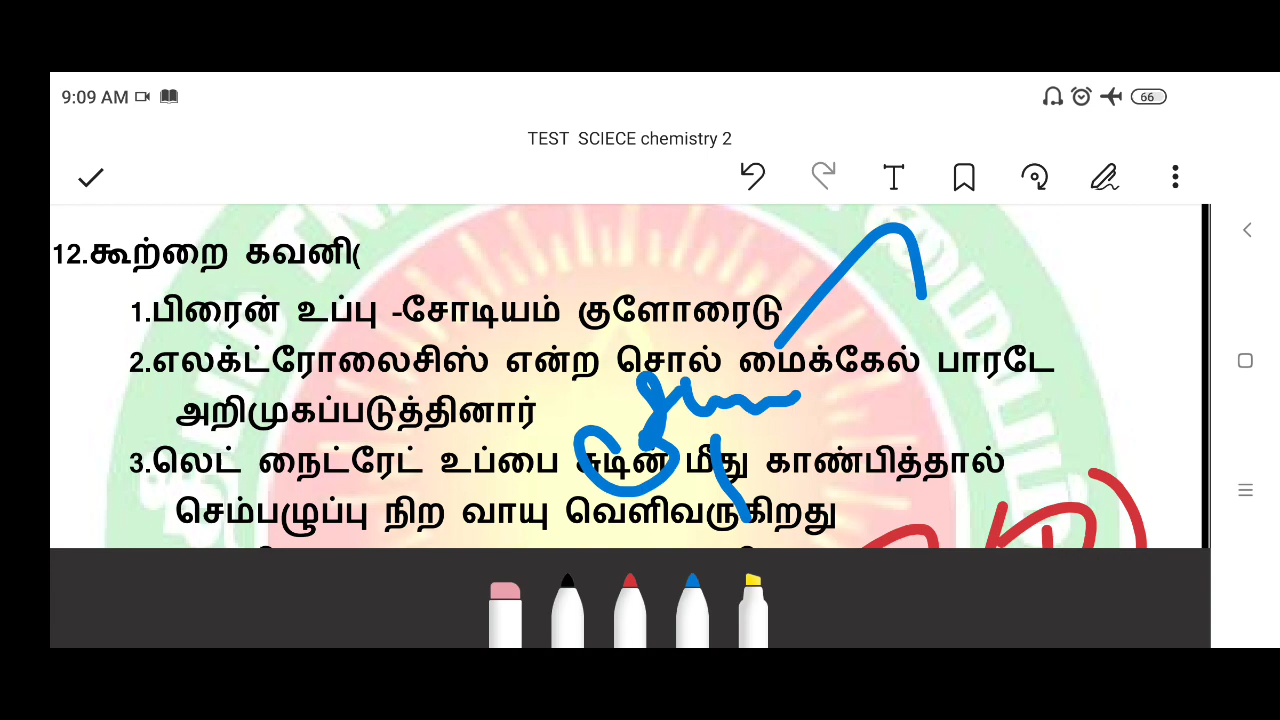 9:09 AM
66
TEST SCIECE chemistry 2
12.கூற்றை கவனி(
1.பிரைன் உப்பு -சோடியம் குளோரைடு
2.எலக்ட்ரோலைசிஸ் என்ற சொல் மைக்கேல் பாரடே
அறிமுகப்படுத்தினார்
3.லெட் நைட்ரேட் உப்பை சுடின் மீது காண்பித்தால்
செம்பழுப்பு நிற வாயு வெளிவருகிறது